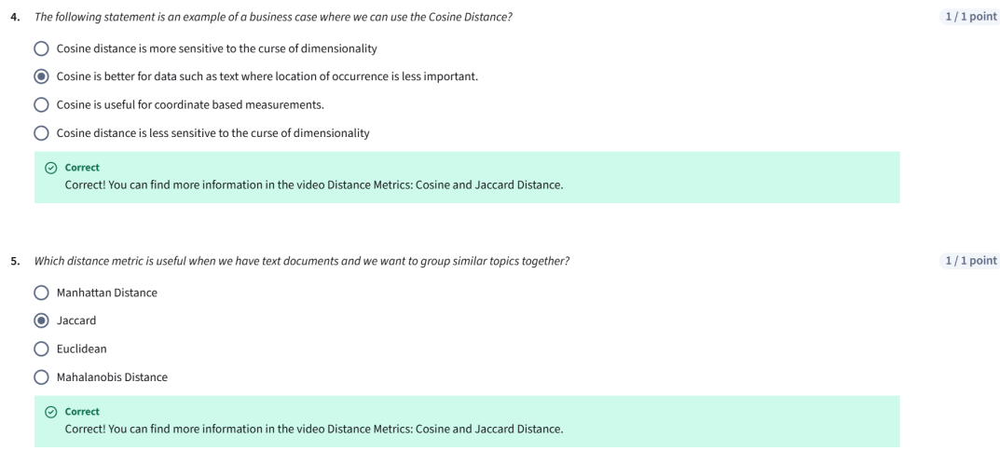 4. The following statement is an example of a business case where we can use the Cosine Distance?
1 / 1 point
Cosine distance is more sensitive to the curse of dimensionality
Cosine is better for data such as text where location of occurrence is less important.
Cosine is useful for coordinate based measurements.
Cosine distance is less sensitive to the curse of dimensionality
Correct
Correct! You can find more information in the video Distance Metrics: Cosine and Jaccard Distance.
5. Which distance metric is useful when we have text documents and we want to group similar topics together?
1 / 1 point
Manhattan Distance
Jaccard
Euclidean
Mahalanobis Distance
Correct
Correct! You can find more information in the video Distance Metrics: Cosine and Jaccard Distance.